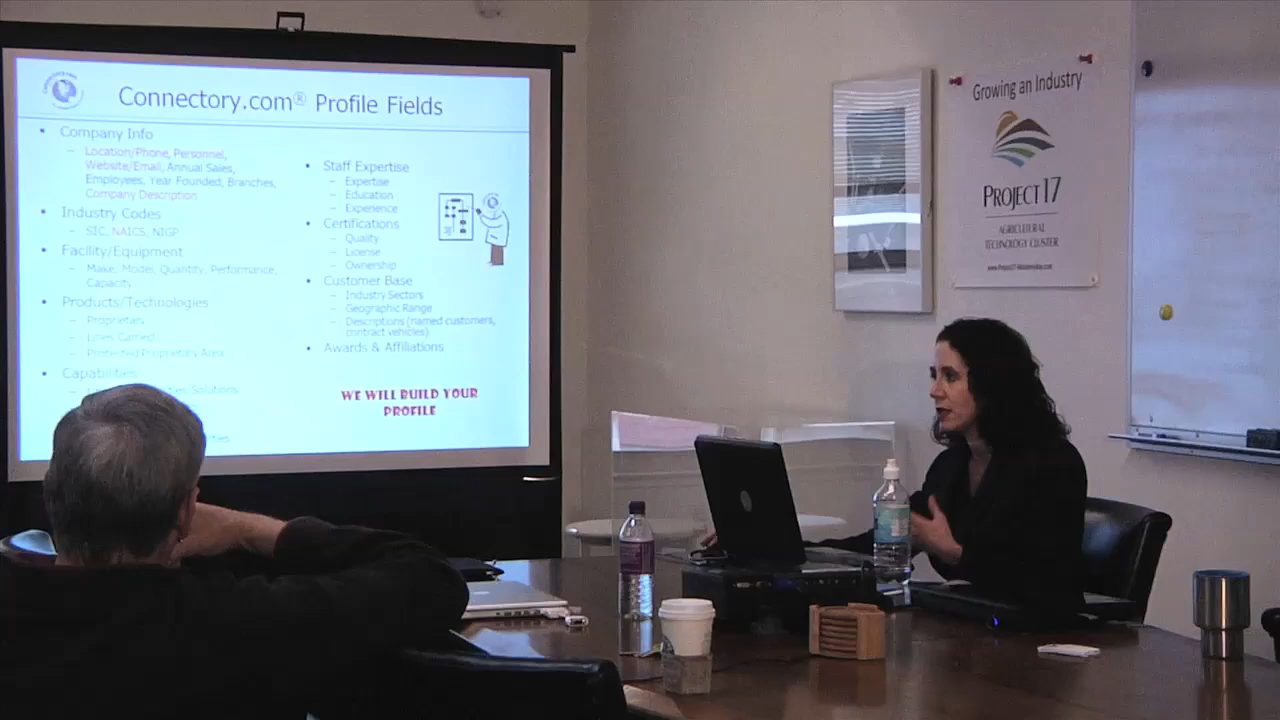 Connectory.com® Profile Fields
• Company Info
– Location/Phone, Personnel,
Website/Email, Annual Sales,
Employees, Year Founded, Branches,
Company Description
• Industry Codes
– SIC, NAICS, NIGP
• Facility/Equipment
– Make, Model, Quantity, Performance,
Capacity
• Products/Technologies
– Proprietary
– Lines Carried
– Protected Proprietary Area
• Capabilities
• Staff Expertise
– Expertise
– Education
– Experience
• Certifications
– Quality
– License
– Ownership
• Customer Base
– Industry Sectors
– Geographic Range
– Descriptions (named customers,
contract vehicles)
• Awards & Affiliations
WE WILL BUILD YOUR
PROFILE
Growing an Industry
PROJECT 17
AGRICULTURAL
TECHNOLOGY CLUSTER